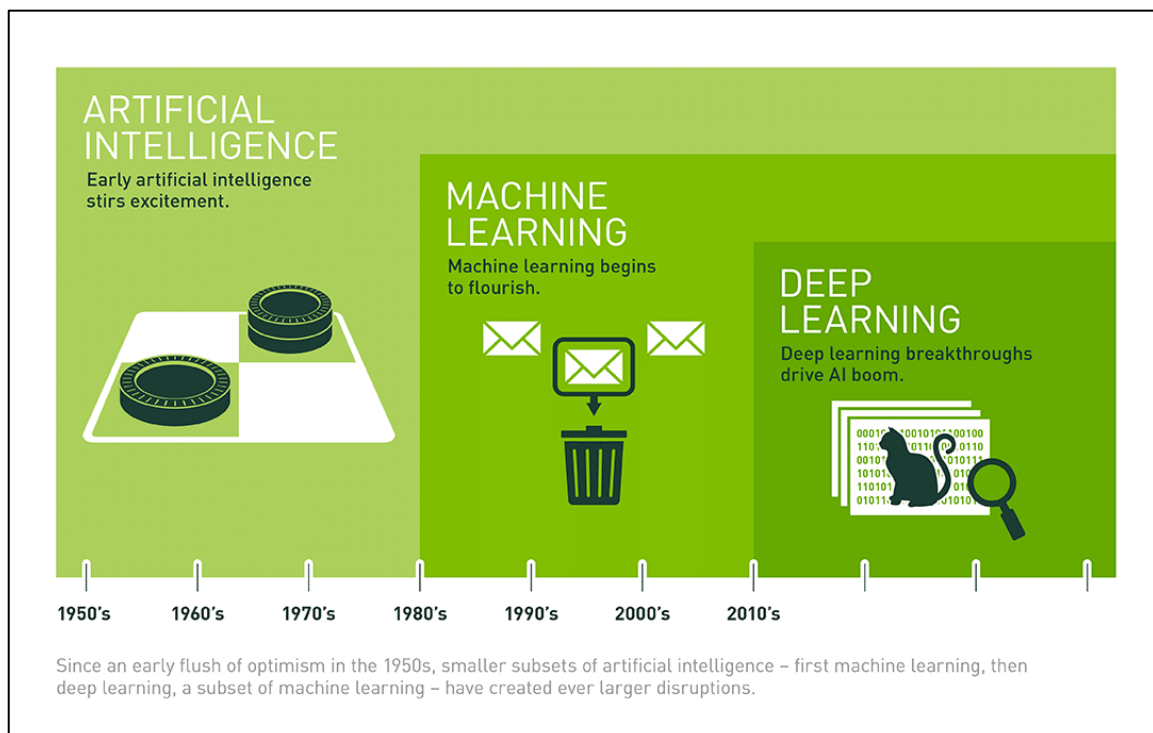 ARTIFICIAL
INTELLIGENCE
Early artificial intelligence
stirs excitement.
MACHINE
LEARNING
Machine learning begins
to flourish.
DEEP
LEARNING
Deep learning breakthroughs
drive AI boom.
1950's
1960's
1970's
1980's
1990's
2000's
2010's
Since an early flush of optimism in the 1950s, smaller subsets of artificial intelligence – first machine learning, then
deep learning, a subset of machine learning – have created ever larger disruptions.